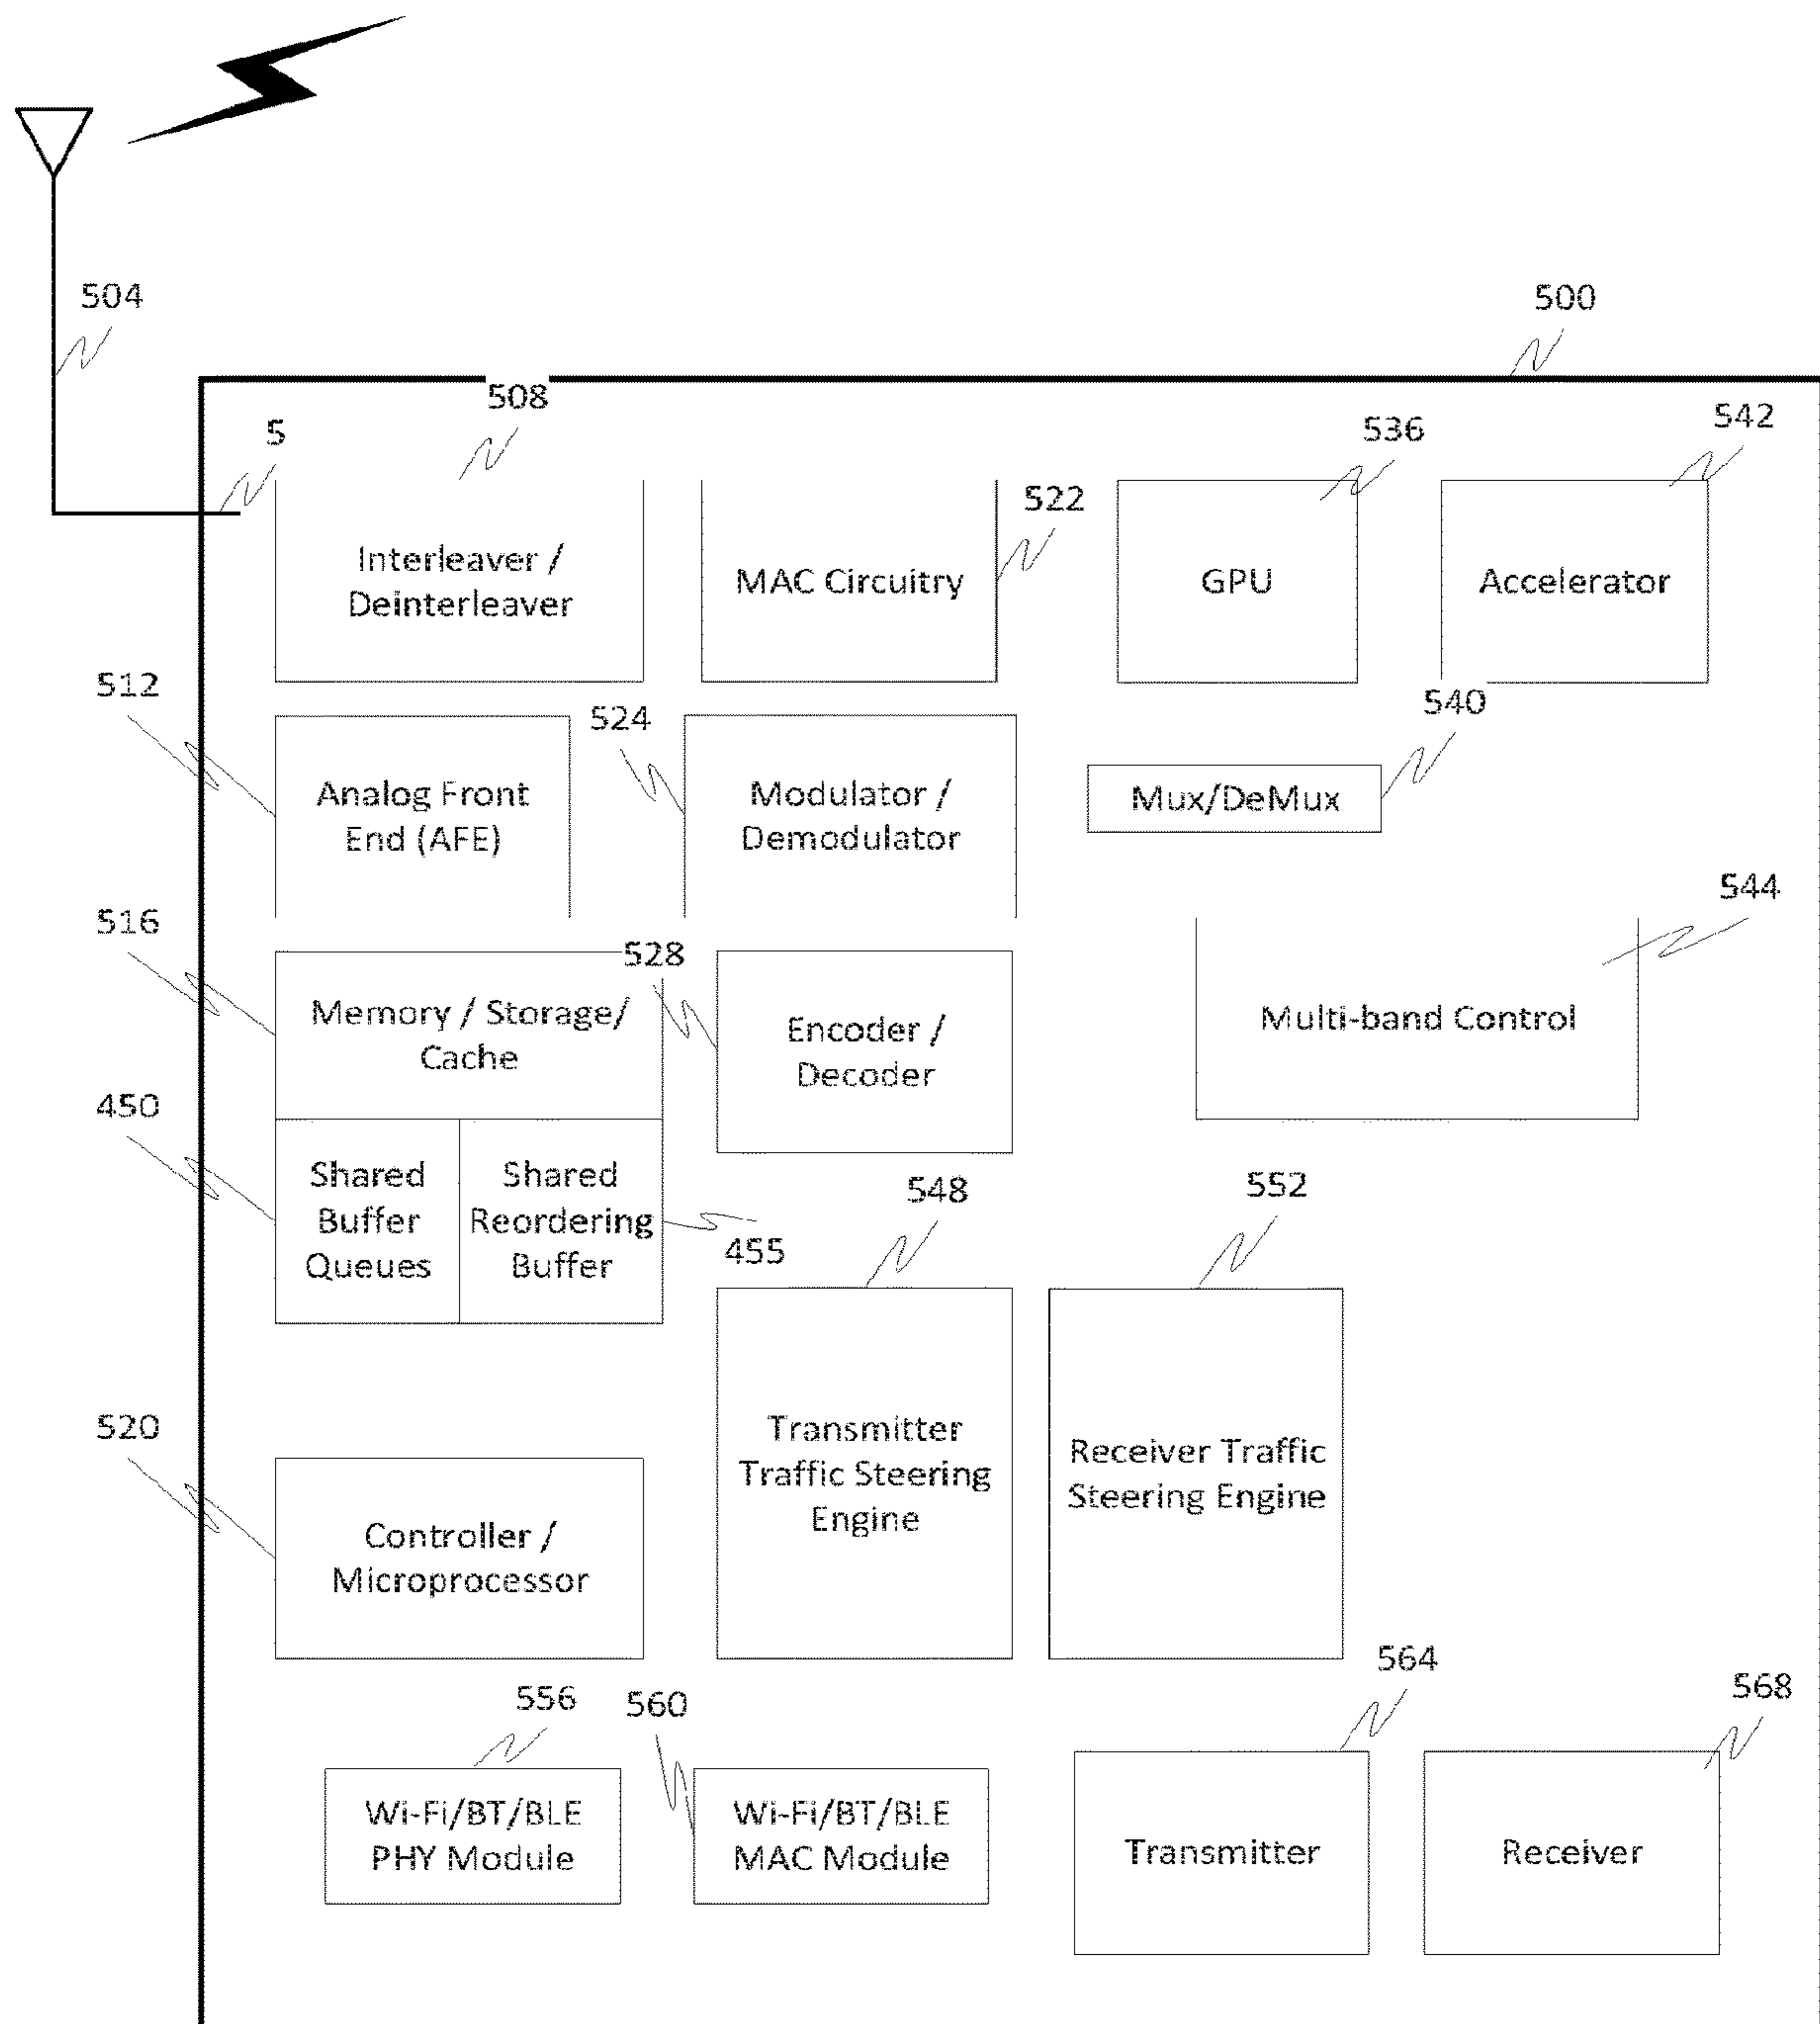 504
500
508
5
536
542
522
Interleaver /
Deinterleaver
MAC Circuitry
GPU
Accelerator
512
524
540
Analog Front
End (AFE)
Modulator /
Demodulator
Mux/DeMux
544
516
528
Memory / Storage/
Cache
Encoder /
Decoder
Multi-band Control
450
Shared
Buffer
Queues
Shared
Reordering
Buffer
455
548
552
520
Controller /
Microprocessor
Transmitter
Traffic Steering
Engine
Receiver Traffic
Steering Engine
556
560
564
568
Wi-Fi/BT/BLE
PHY Module
Wi-Fi/BT/BLE
MAC Module
Transmitter
Receiver